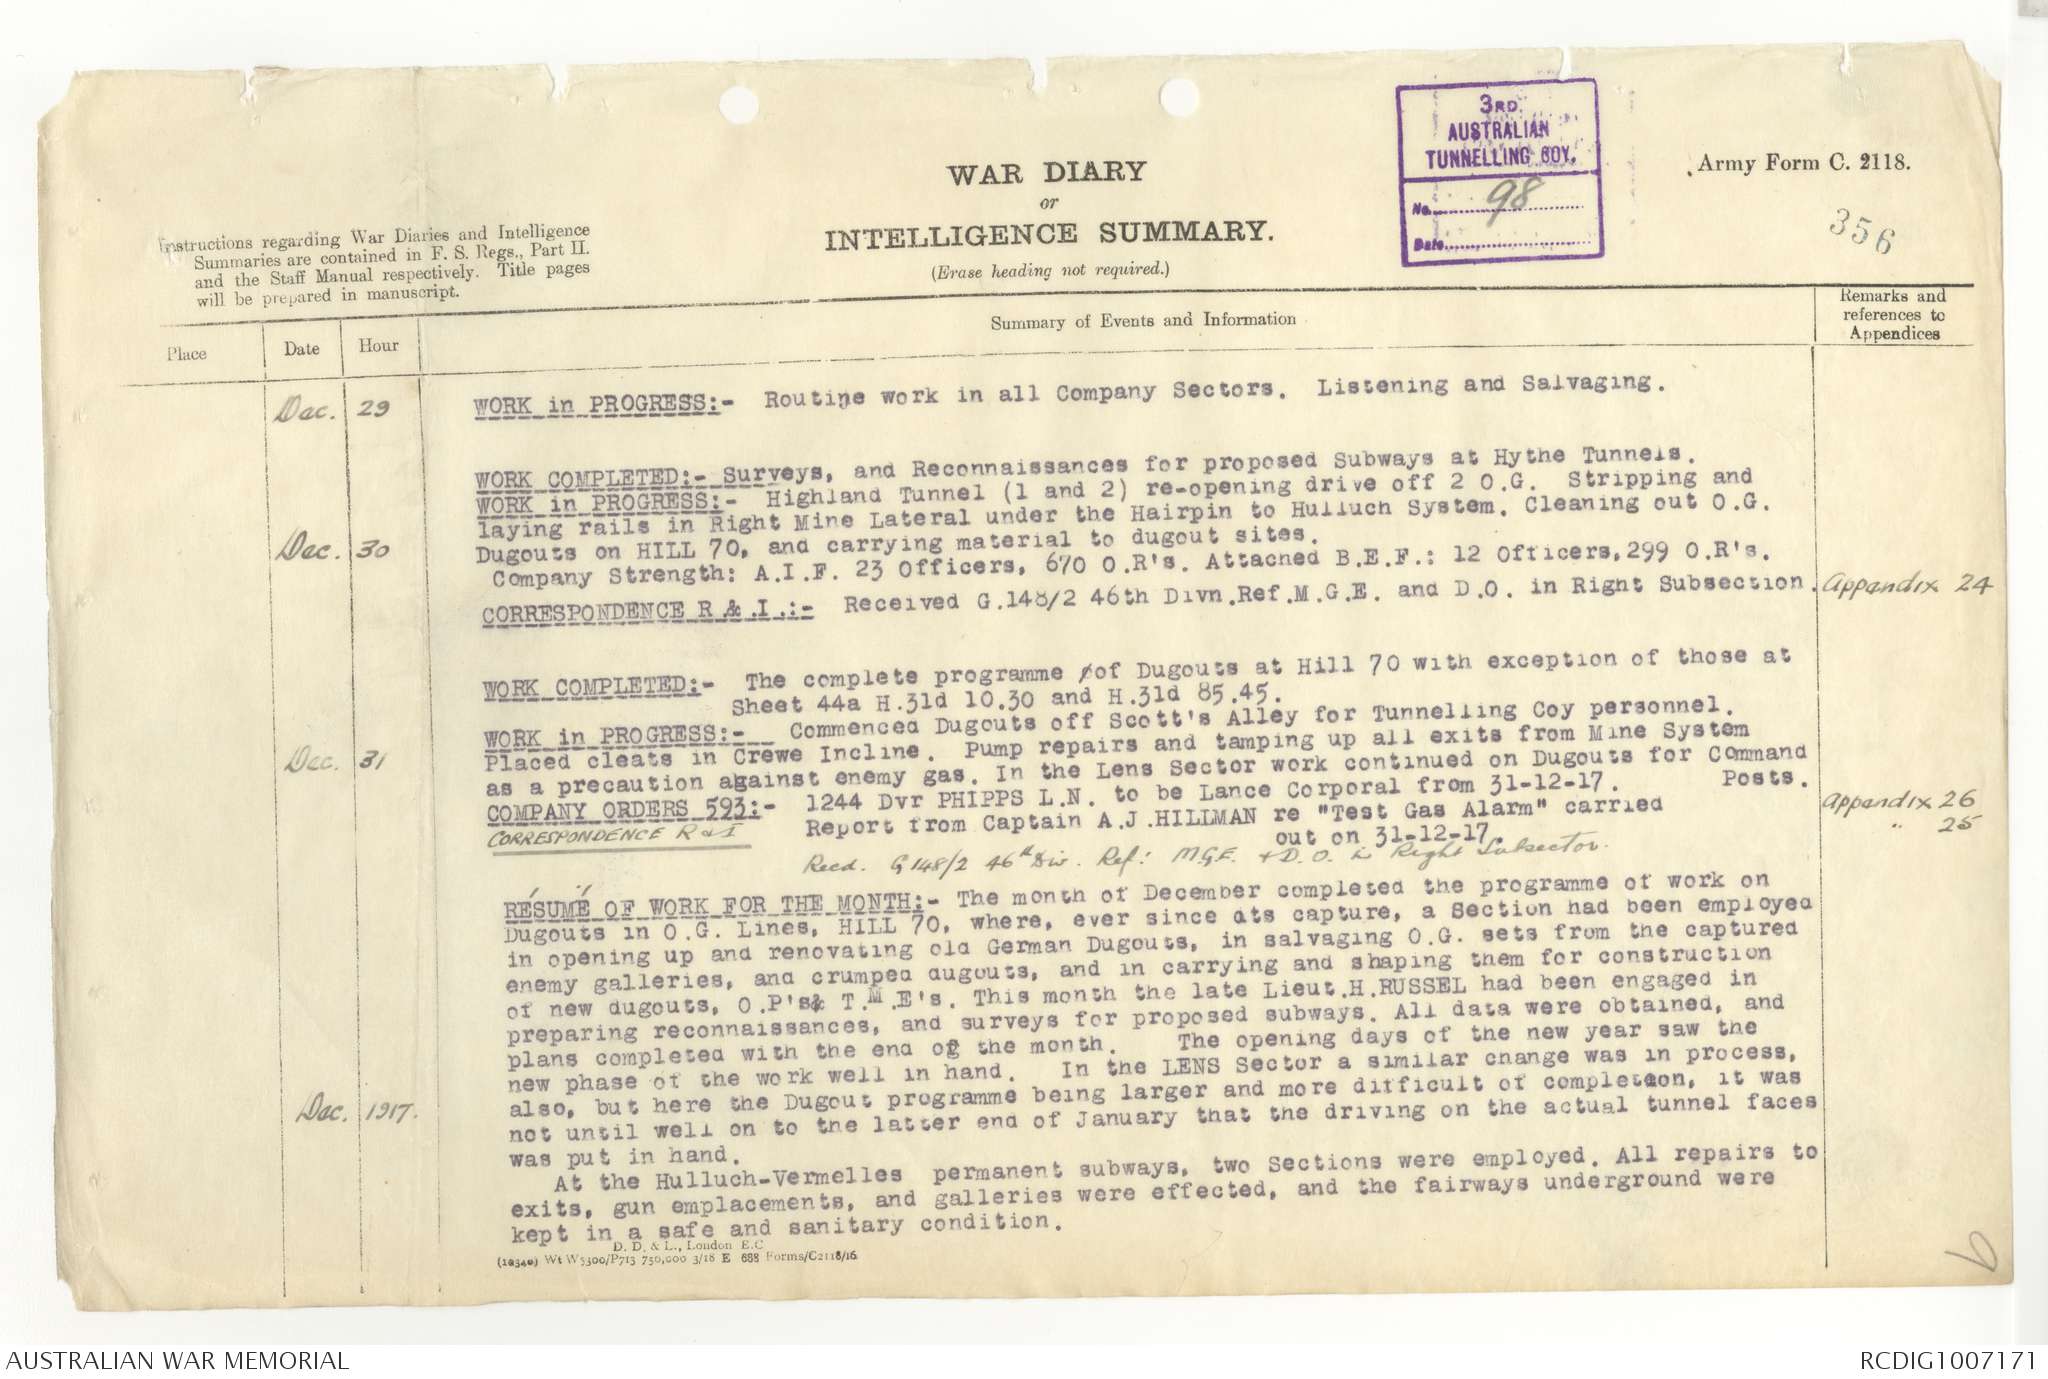 3RD.
AUSTRALIAN
TUNNELLING COY.
No. 98
Date
Army Form C. 2118.
356
WAR DIARY
or
INTELLIGENCE SUMMARY.
(Erase heading not required.)
Instructions regarding War Diaries and Intelligence
Summaries are contained in F. S. Regs., Part II.
and the Staff Manual respectively. Title pages
will be prepared in manuscript.
Place
Date
Hour
Summary of Events and Information
Remarks and
references to
Appendices
Dec. 29
WORK in PROGRESS:- Routine work in all Company Sectors. Listening and Salvaging.
WORK COMPLETED:- Surveys, and Reconnaissances for proposed Subways at Hythe Tunnels.
WORK in PROGRESS:- Highland Tunnel (1 and 2) re-opening drive off 2 O.G. Stripping and
laying rails in Right Mine Lateral under the Hairpin to Hulluch System. Cleaning out O.G.
Dec. 30
Dugouts on HILL 70, and carrying material to dugout sites.
Company Strength: A.I.F. 23 Officers, 670 O.R's. Attached B.E.F.: 12 Officers, 299 O.R's.
CORRESPONDENCE R & I.:- Received G.148/2 46th Divn.Ref.M.G.E. and D.O. in Right Subsection.
Appendix 24
WORK COMPLETED:- The complete programme of Dugouts at Hill 70 with exception of those at
Sheet 44a H.31d 10.30 and H.31d 85.45.
WORK in PROGRESS:- Commenced Dugouts off Scott's Alley for Tunnelling Coy personnel.
Dec. 31
Placed cleats in Crewe Incline. Pump repairs and tamping up all exits from Mine System
as a precaution against enemy gas. In the Lens Sector work continued on Dugouts for Command
Posts.
COMPANY ORDERS 593:- 1244 Dvr PHIPPS L.N. to be Lance Corporal from 31-12-17.
CORRESPONDENCE R & I Report from Captain A.J.HILLMAN re "Test Gas Alarm" carried
out on 31-12-17.
Appendix 26
" 25
Recd. G148/2 46th Div. Ref: M.G.E. & D.O. in Right Subsector.
RÉSUMÉ OF WORK FOR THE MONTH:- The month of December completed the programme of work on
Dugouts in O.G. Lines, HILL 70, where, ever since ats capture, a Section had been employed
in opening up and renovating old German Dugouts, in salvaging O.G. sets from the captured
enemy galleries, and crumped dugouts, and in carrying and shaping them for construction
of new dugouts, O.P's& T.M.E's. This month the late Lieut.H.RUSSEL had been engaged in
preparing reconnaissances, and surveys for proposed subways. All data were obtained, and
plans completed with the end of the month. The opening days of the new year saw the
new phase of the work well in hand. In the LENS Sector a similar change was in process,
Dec. 1917.
also, but here the Dugout programme being larger and more difficult of completion, it was
not until well on to the latter end of January that the driving on the actual tunnel faces
was put in hand.
At the Hulluch-Vermelles permanent subways, two Sections were employed. All repairs to
exits, gun emplacements, and galleries were effected, and the fairways underground were
kept in a safe and sanitary condition.
D. D. & L., London E.C
(10340) Wt W5300/P713 750,000 3/18 E 688 Forms/C2118/16
AUSTRALIAN WAR MEMORIAL
RCDIG1007171